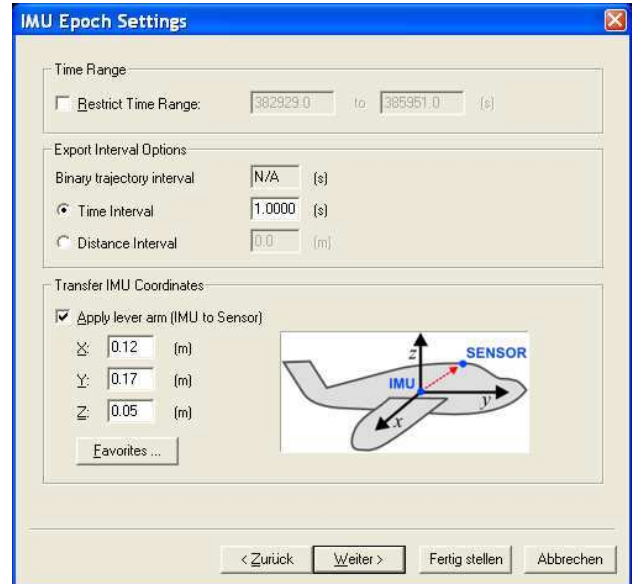 IMU Epoch Settings
Time Range
Restrict Time Range: 382929.0 to 385951.0 (s)
Export Interval Options
Binary trajectory interval N/A (s)
Time Interval 1.0000 (s)
Distance Interval 0.0 (m)
Transfer IMU Coordinates
Apply lever arm (IMU to Sensor)
X: 0.12 (m)
Y: 0.17 (m)
Z: 0.05 (m)
Favorites ...
z SENSOR
IMU
y
x
< Zurück Weiter > Fertig stellen Abbrechen